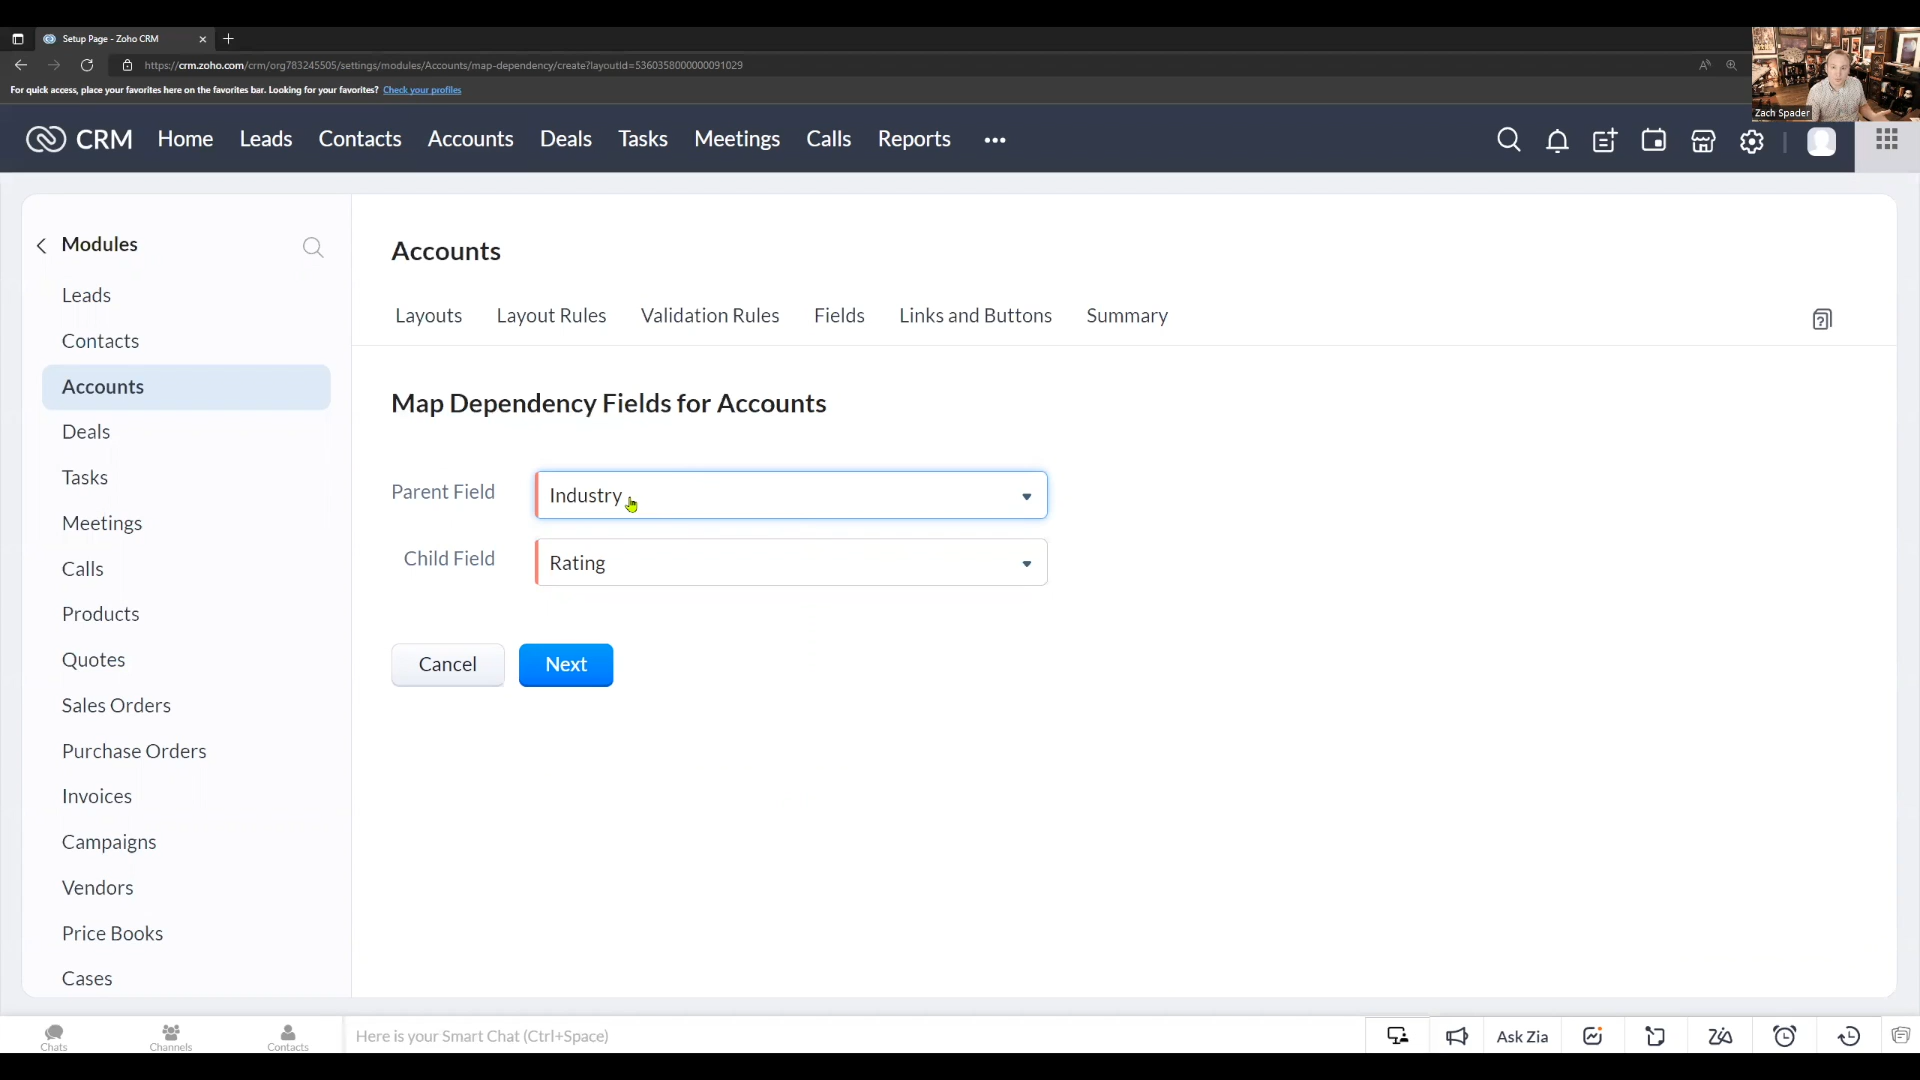 Setup Page - Zoho CRM
https://crm.zoho.com/crm/org783245505/settings/modules/Accounts/map-dependency/create?layoutId=5360358000000091029
For quick access, place your favorites here on the favorites bar. Looking for your favorites? Check your profiles
Zach Spader
CRM Home Leads Contacts Accounts Deals Tasks Meetings Calls Reports •••
Modules
Leads
Contacts
Accounts
Deals
Tasks
Meetings
Calls
Products
Quotes
Sales Orders
Purchase Orders
Invoices
Campaigns
Vendors
Price Books
Cases
Accounts
Layouts Layout Rules Validation Rules Fields Links and Buttons Summary
Map Dependency Fields for Accounts
Parent Field Industry
Child Field Rating
Cancel Next
Chats Channels Contacts Here is your Smart Chat (Ctrl+Space) Ask Zia